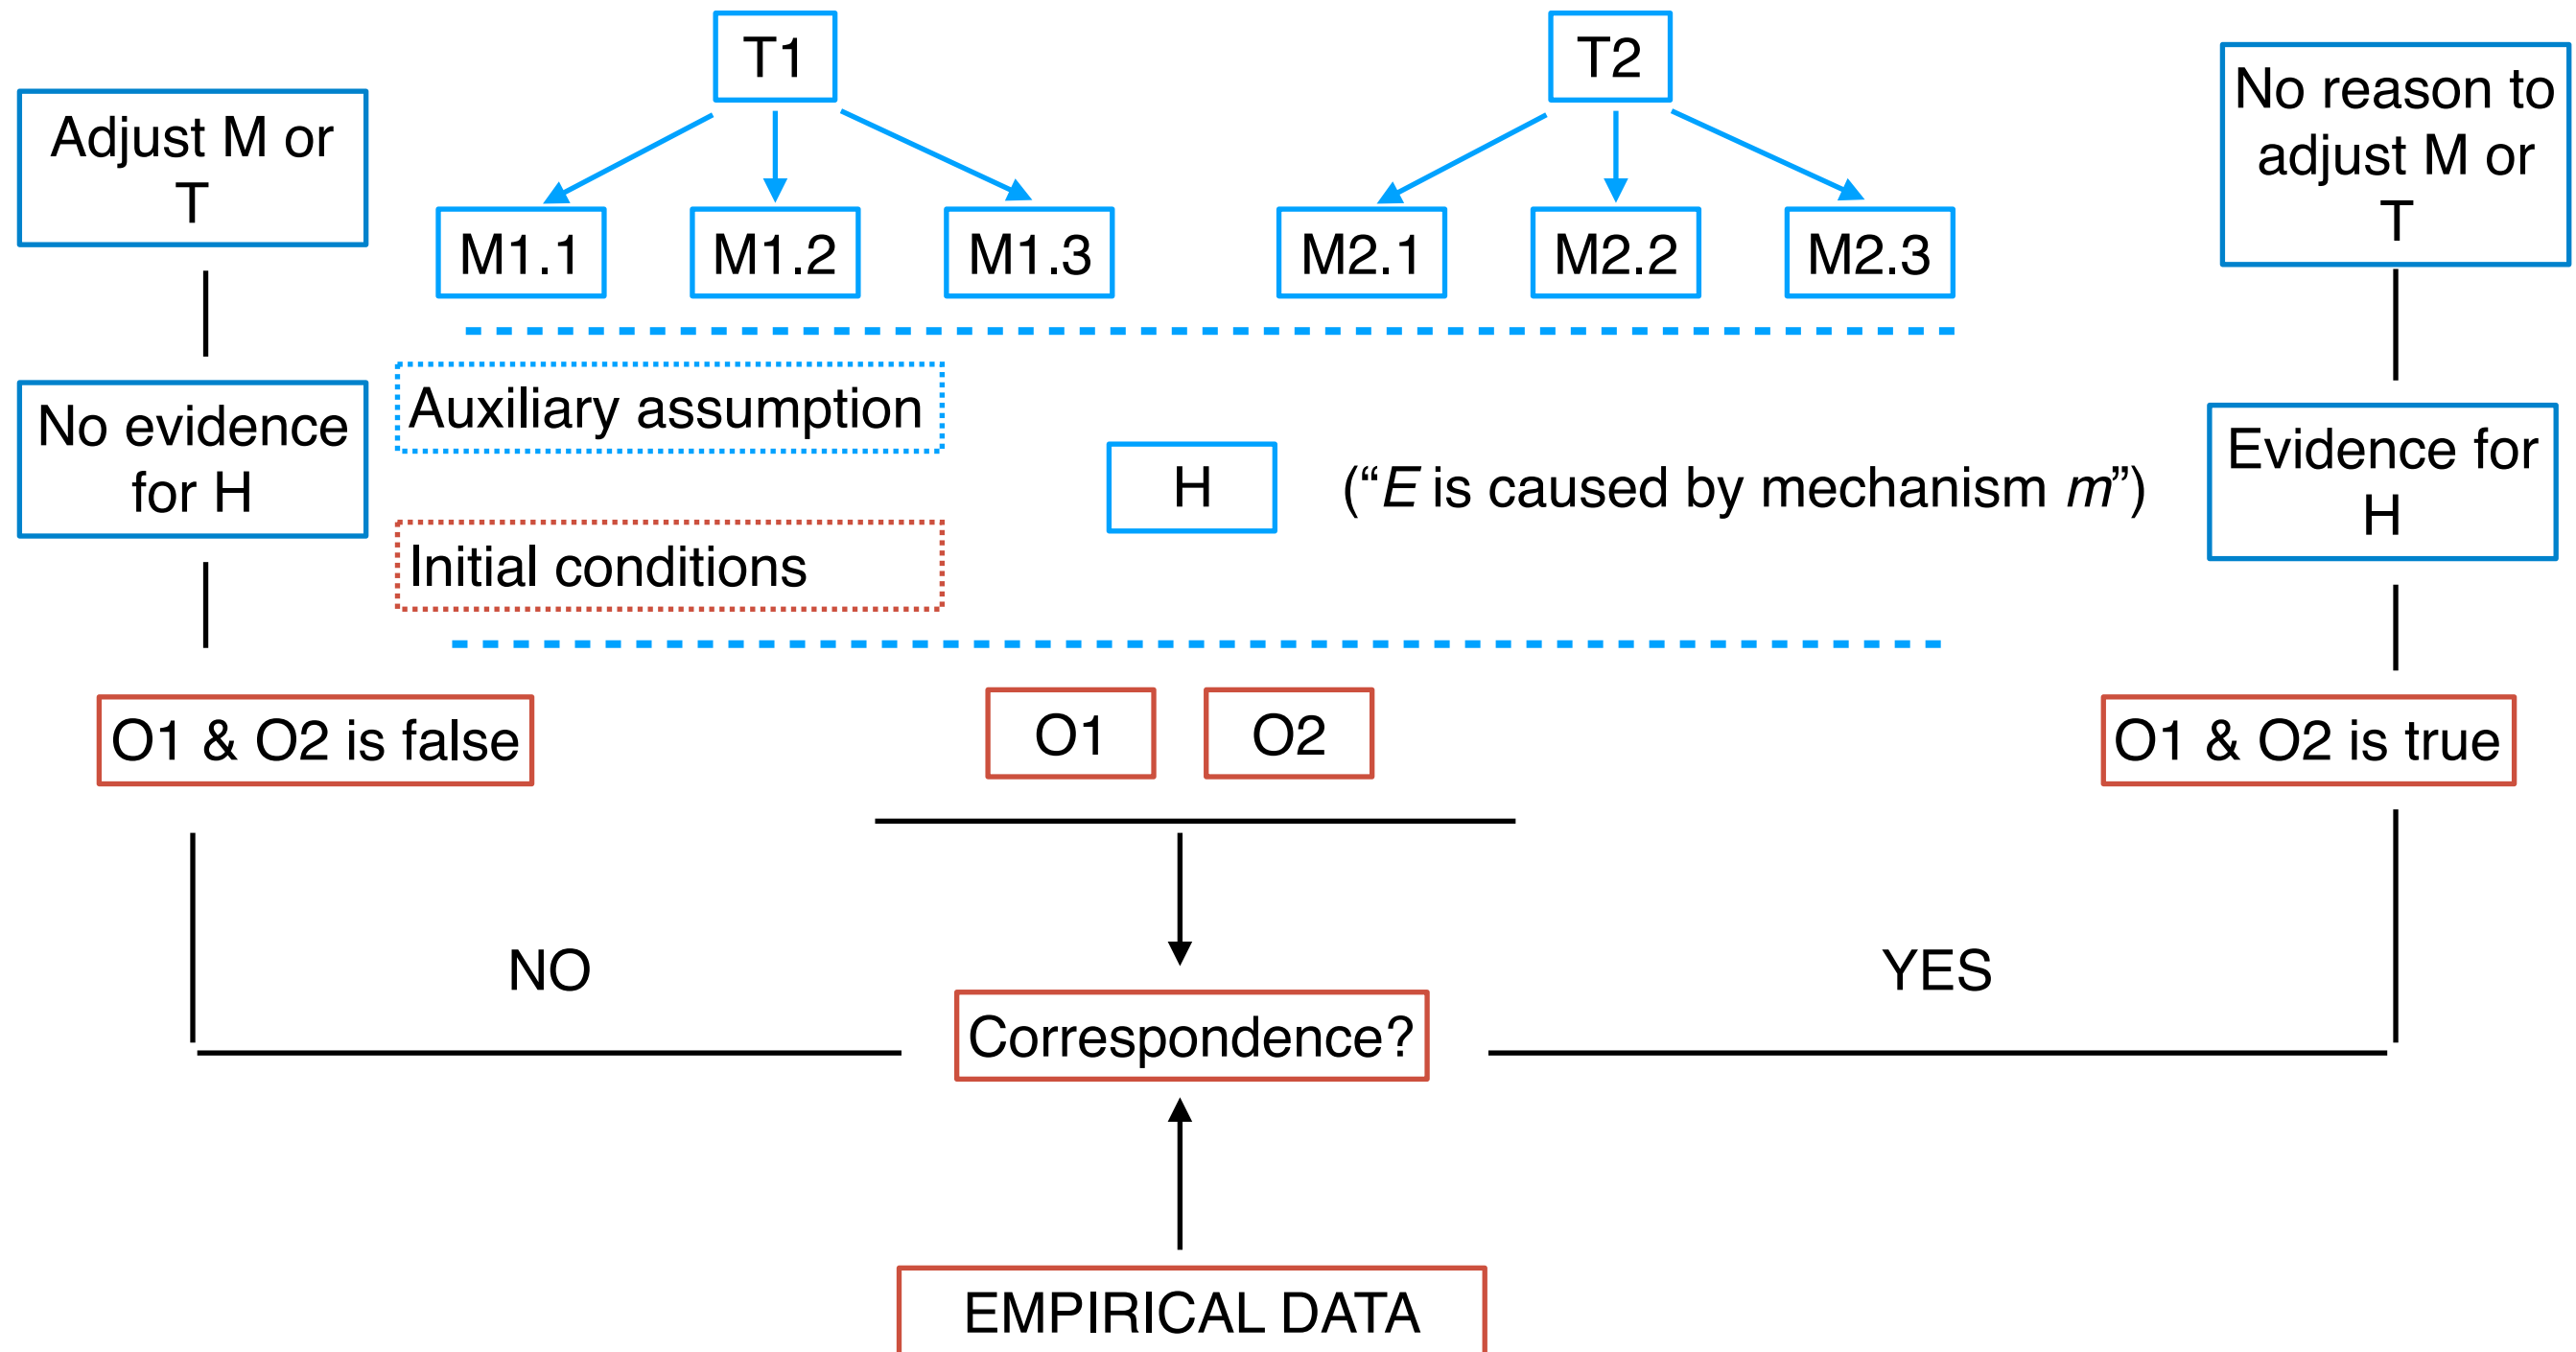 T1
T2
Adjust M or
T
No reason to
adjust M or
T
M1.1
M1.2
M1.3
M2.1
M2.2
M2.3
No evidence
for H
Auxiliary assumption
Initial conditions
H
(“E is caused by mechanism m”)
Evidence for
H
O1 & O2 is false
O1
O2
O1 & O2 is true
NO
YES
Correspondence?
EMPIRICAL DATA